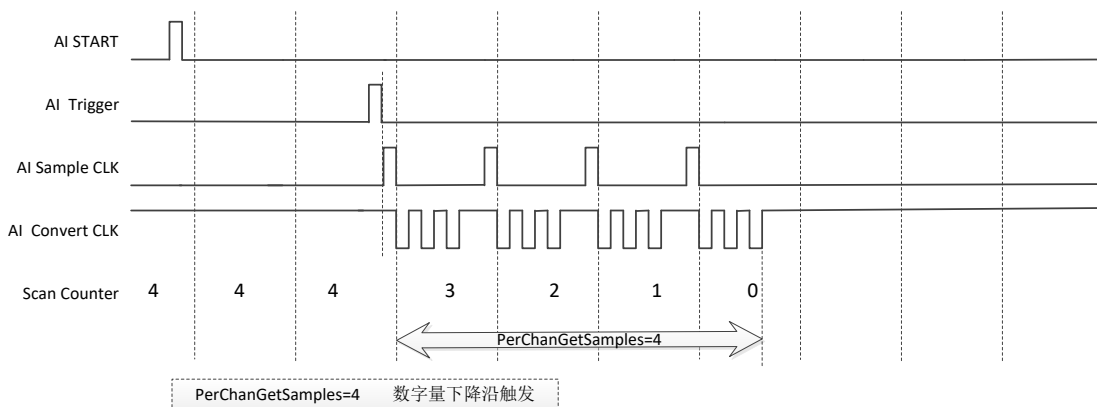 AI START
AI Trigger
AI Sample CLK
AI Convert CLK
Scan Counter 4 4 4 3 2 1 0
PerChanGetSamples=4
PerChanGetSamples=4 数字量下降沿触发